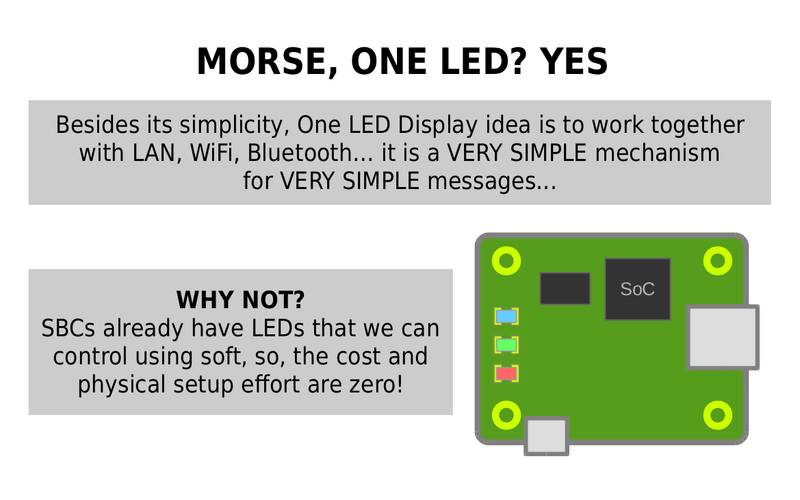 MORSE, ONE LED? YES
Besides its simplicity, One LED Display idea is to work together
with LAN, WiFi, Bluetooth... it is a VERY SIMPLE mechanism
for VERY SIMPLE messages...
WHY NOT?
SBCs already have LEDs that we can
control using soft, so, the cost and
physical setup effort are zero!
SoC